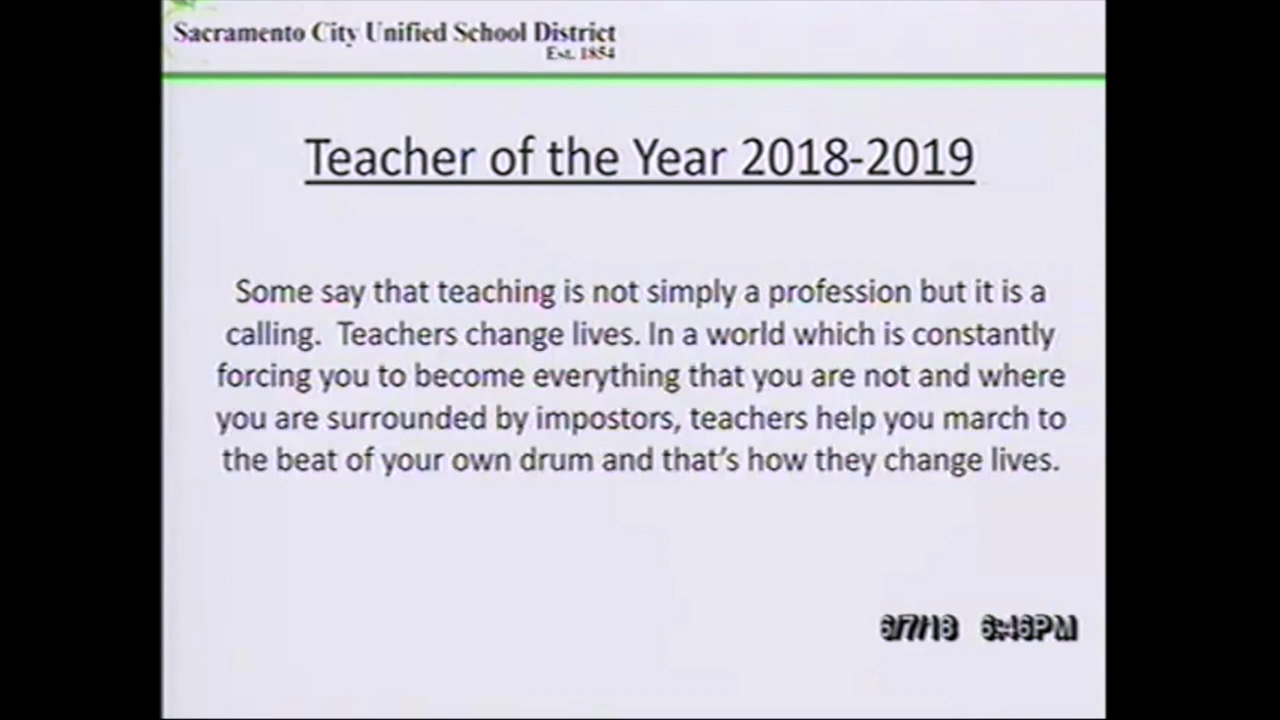 Sacramento City Unified School District
Est. 1854
Teacher of the Year 2018-2019
Some say that teaching is not simply a profession but it is a
calling.  Teachers change lives. In a world which is constantly
forcing you to become everything that you are not and where
you are surrounded by impostors, teachers help you march to
the beat of your own drum and that's how they change lives.
6/7/18 6:46PM